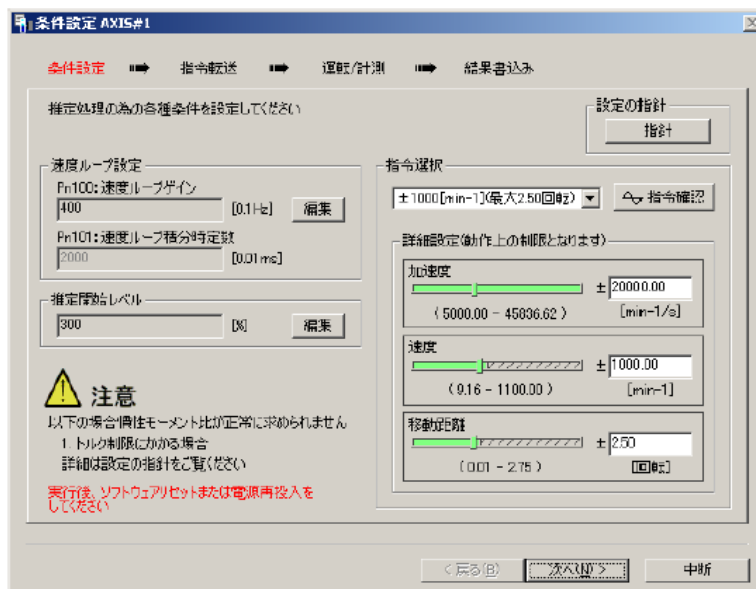 条件設定 AXIS#1
条件設定 ➡ 指令転送 ➡ 運転/計測 ➡ 結果書込み
推定処理の為の各種条件を設定してください
設定の指針
指針
速度ループ設定
Pn100:速度ループゲイン
400 [0.1Hz] 編集
Pn101:速度ループ積分時定数
2000 [0.01ms]
推定開始レベル
300 [%] 編集
注意
以下の場合慣性モーメント比が正常に求められません
1. トルク制限にかかる場合
詳細は設定の指針をご覧ください
実行後、ソフトウェアリセットまたは電源再投入を
してください
指令選択
±1000[min-1](最大2.50回転) 指令確認
詳細設定(動作上の制限となります)
加速度
± 20000.00
(5000.00 - 45836.62) [min-1/s]
速度
± 1000.00
(9.16 - 1100.00) [min-1]
移動距離
± 2.50
(0.01 - 2.75) [回転]
< 戻る(B) 次へ(N) > 中断